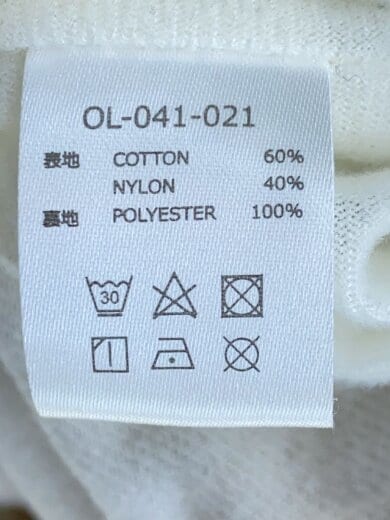 OL-041-021
表地 COTTON 60%
NYLON 40%
裏地 POLYESTER 100%
30